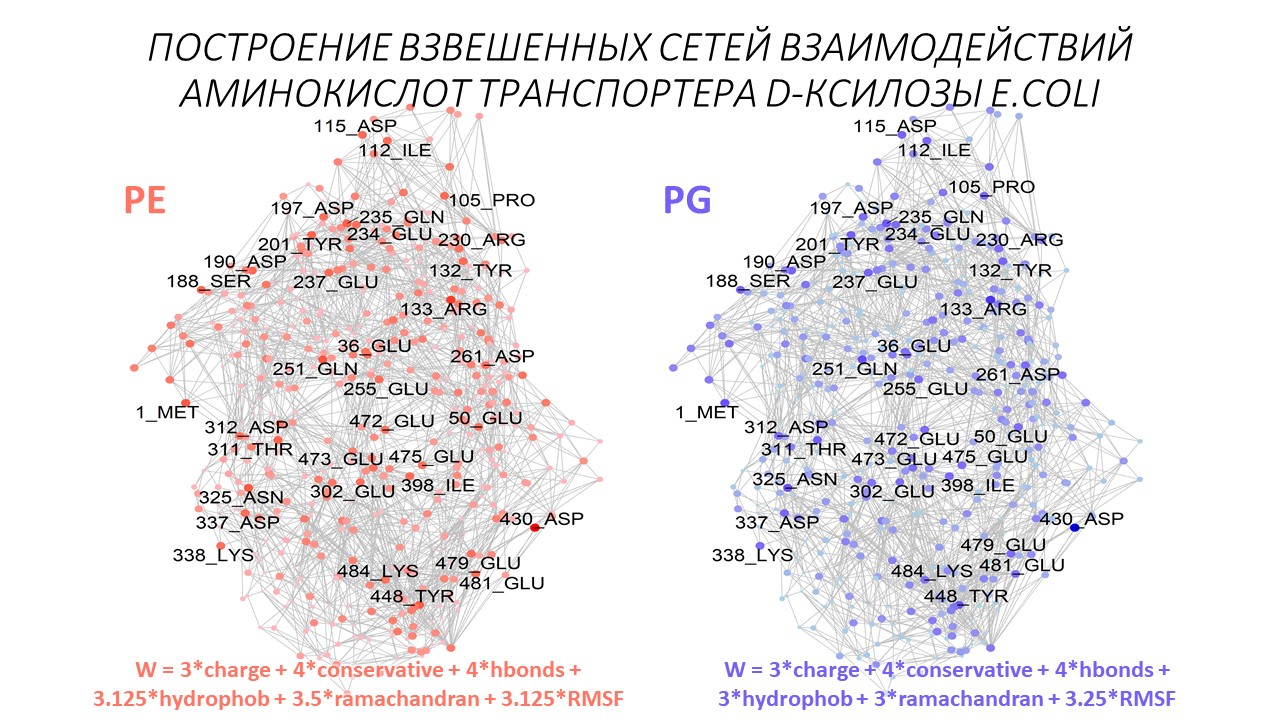 ПОСТРОЕНИЕ ВЗВЕШЕННЫХ СЕТЕЙ ВЗАИМОДЕЙСТВИЙ
АМИНОКИСЛОТ ТРАНСПОРТЕРА D-КСИЛОЗЫ E.COLI
PE
115_ASP
112_ILE
105_PRO
197_ASP
235_GLN
234_GLU
201_TYR
230_ARG
190_ASP
132_TYR
188_SER
237_GLU
133_ARG
36_GLU
261_ASP
251_GLN
255_GLU
1_MET
472_GLU
50_GLU
312_ASP
311_THR
473_GLU
475_GLU
325_ASN
302_GLU
398_ILE
337_ASP
430_ASP
338_LYS
479_GLU
484_LYS
481_GLU
448_TYR
W = 3*charge + 4*conservative + 4*hbonds +
3.125*hydrophob + 3.5*ramachandran + 3.125*RMSF
PG
115_ASP
112_ILE
105_PRO
197_ASP
235_GLN
234_GLU
201_TYR
230_ARG
190_ASP
132_TYR
188_SER
237_GLU
133_ARG
36_GLU
251_GLN
261_ASP
255_GLU
1_MET
312_ASP
472_GLU
50_GLU
311_THR
473_GLU
475_GLU
325_ASN
302_GLU
398_ILE
337_ASP
430_ASP
338_LYS
479_GLU
484_LYS
481_GLU
448_TYR
W = 3*charge + 4*conservative + 4*hbonds +
3*hydrophob + 3*ramachandran + 3.25*RMSF